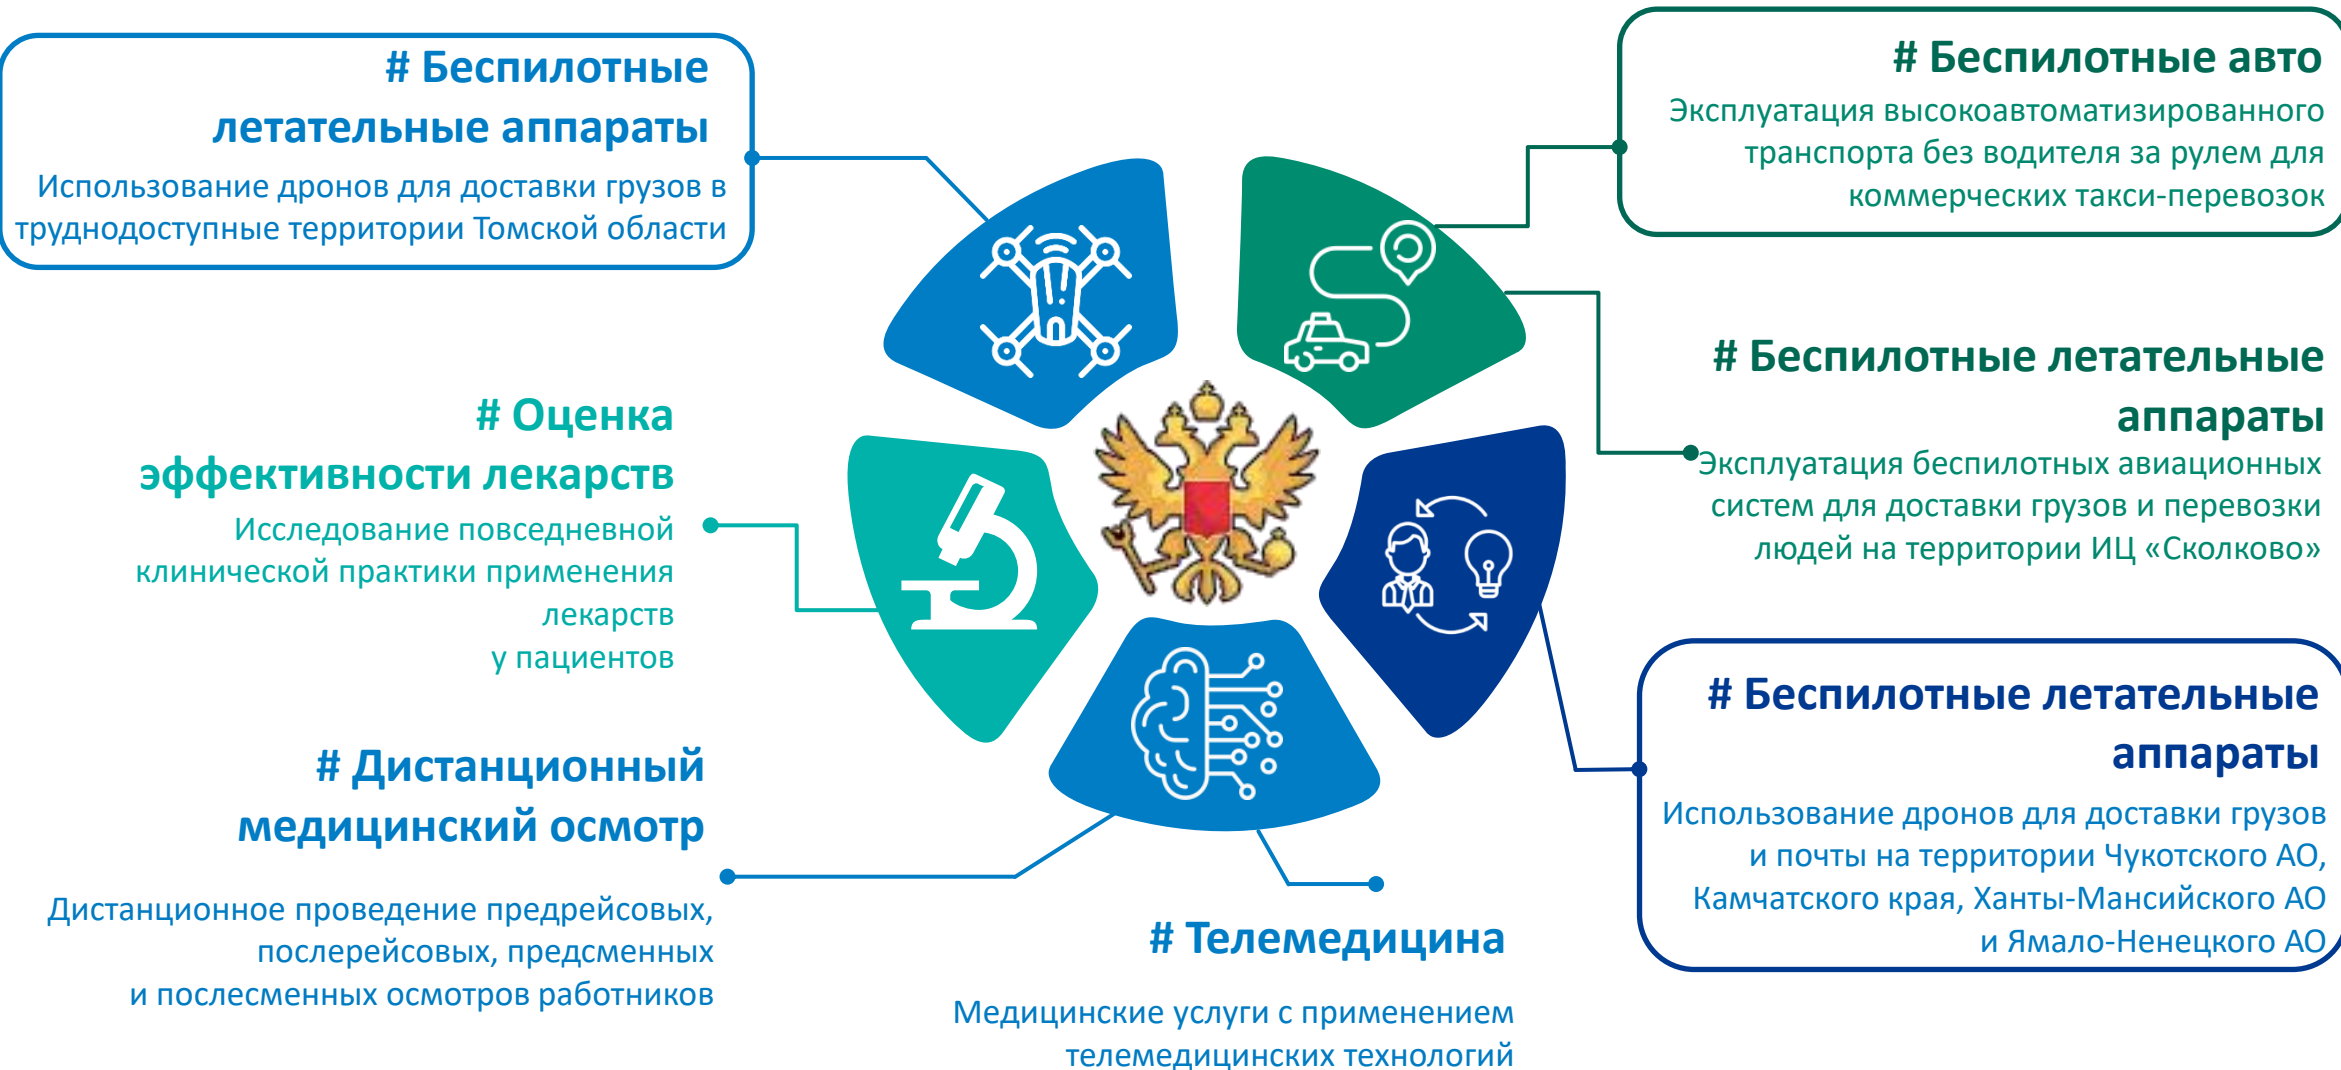 # Беспилотные
летательные аппараты
Использование дронов для доставки грузов в
труднодоступные территории Томской области
# Беспилотные авто
Эксплуатация высокоавтоматизированного
транспорта без водителя за рулем для
коммерческих такси-перевозок
# Оценка
эффективности лекарств
Исследование повседневной
клинической практики применения
лекарств
у пациентов
# Беспилотные летательные
аппараты
Эксплуатация беспилотных авиационных
систем для доставки грузов и перевозки
людей на территории ИЦ «Сколково»
# Дистанционный
медицинский осмотр
Дистанционное проведение предрейсовых,
послерейсовых, предсменных
и послесменных осмотров работников
# Телемедицина
Медицинские услуги с применением
телемедицинских технологий
# Беспилотные летательные
аппараты
Использование дронов для доставки грузов
и почты на территории Чукотского АО,
Камчатского края, Ханты-Мансийского АО
и Ямало-Ненецкого АО